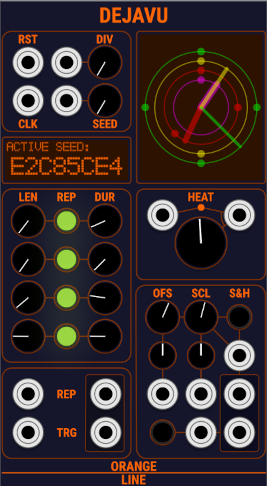 DEJAVU
RST DIV
CLK SEED
ACTIVE SEED:
E2C85CE4
LEN REP DUR
HEAT
OFS SCL S&H
REP
TRG
ORANGE
LINE